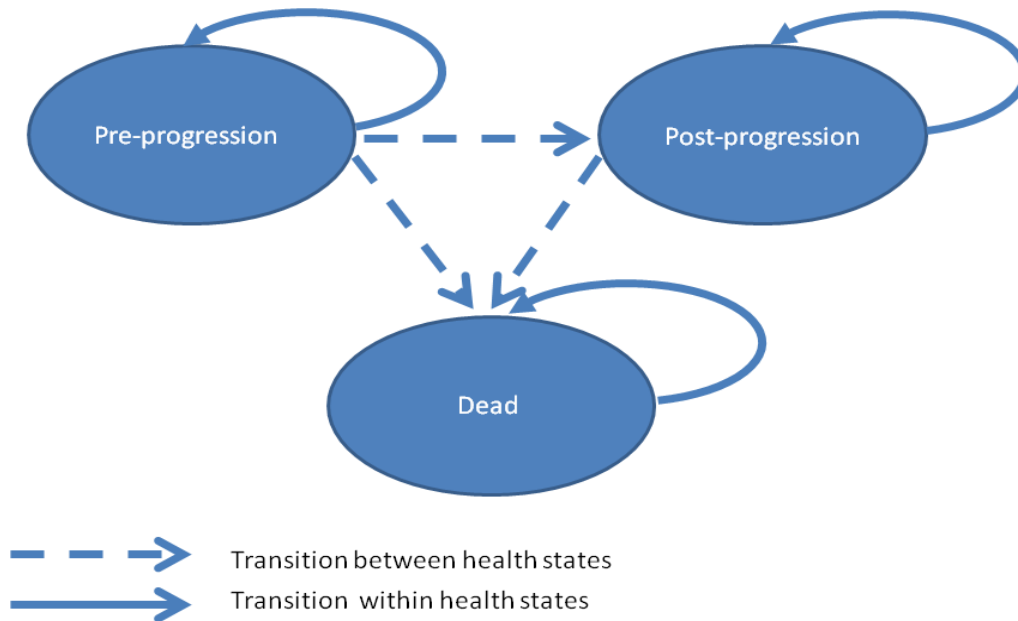 Pre-progression
Post-progression
Dead
Transition between health states
Transition within health states